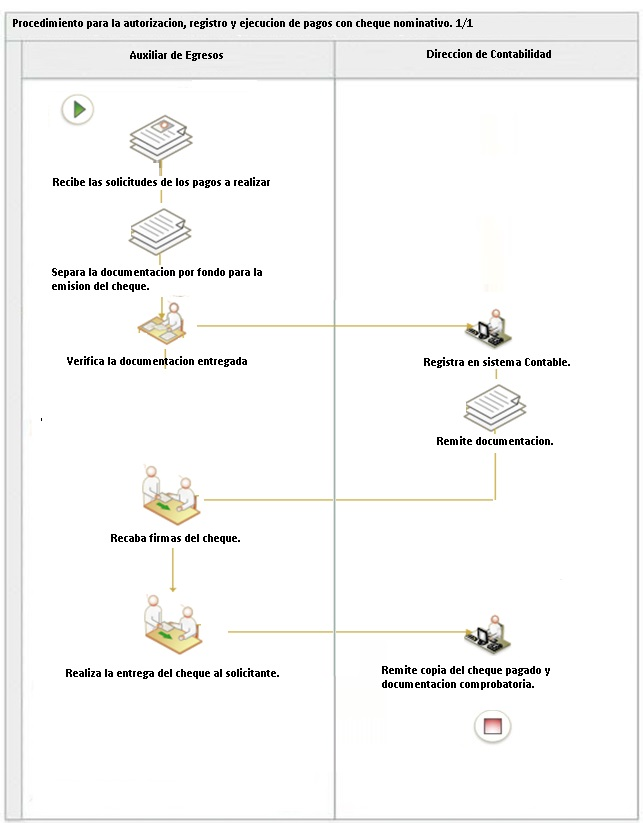 Procedimiento para la autorizacion, registro y ejecucion de pagos con cheque nominativo. 1/1
Auxiliar de Egresos
Direccion de Contabilidad
Recibe las solicitudes de los pagos a realizar
Separa la documentacion por fondo para la
emision del cheque.
Verifica la documentacion entregada
Registra en sistema Contable.
Remite documentacion.
Recaba firmas del cheque.
Realiza la entrega del cheque al solicitante.
Remite copia del cheque pagado y
documentacion comprobatoria.